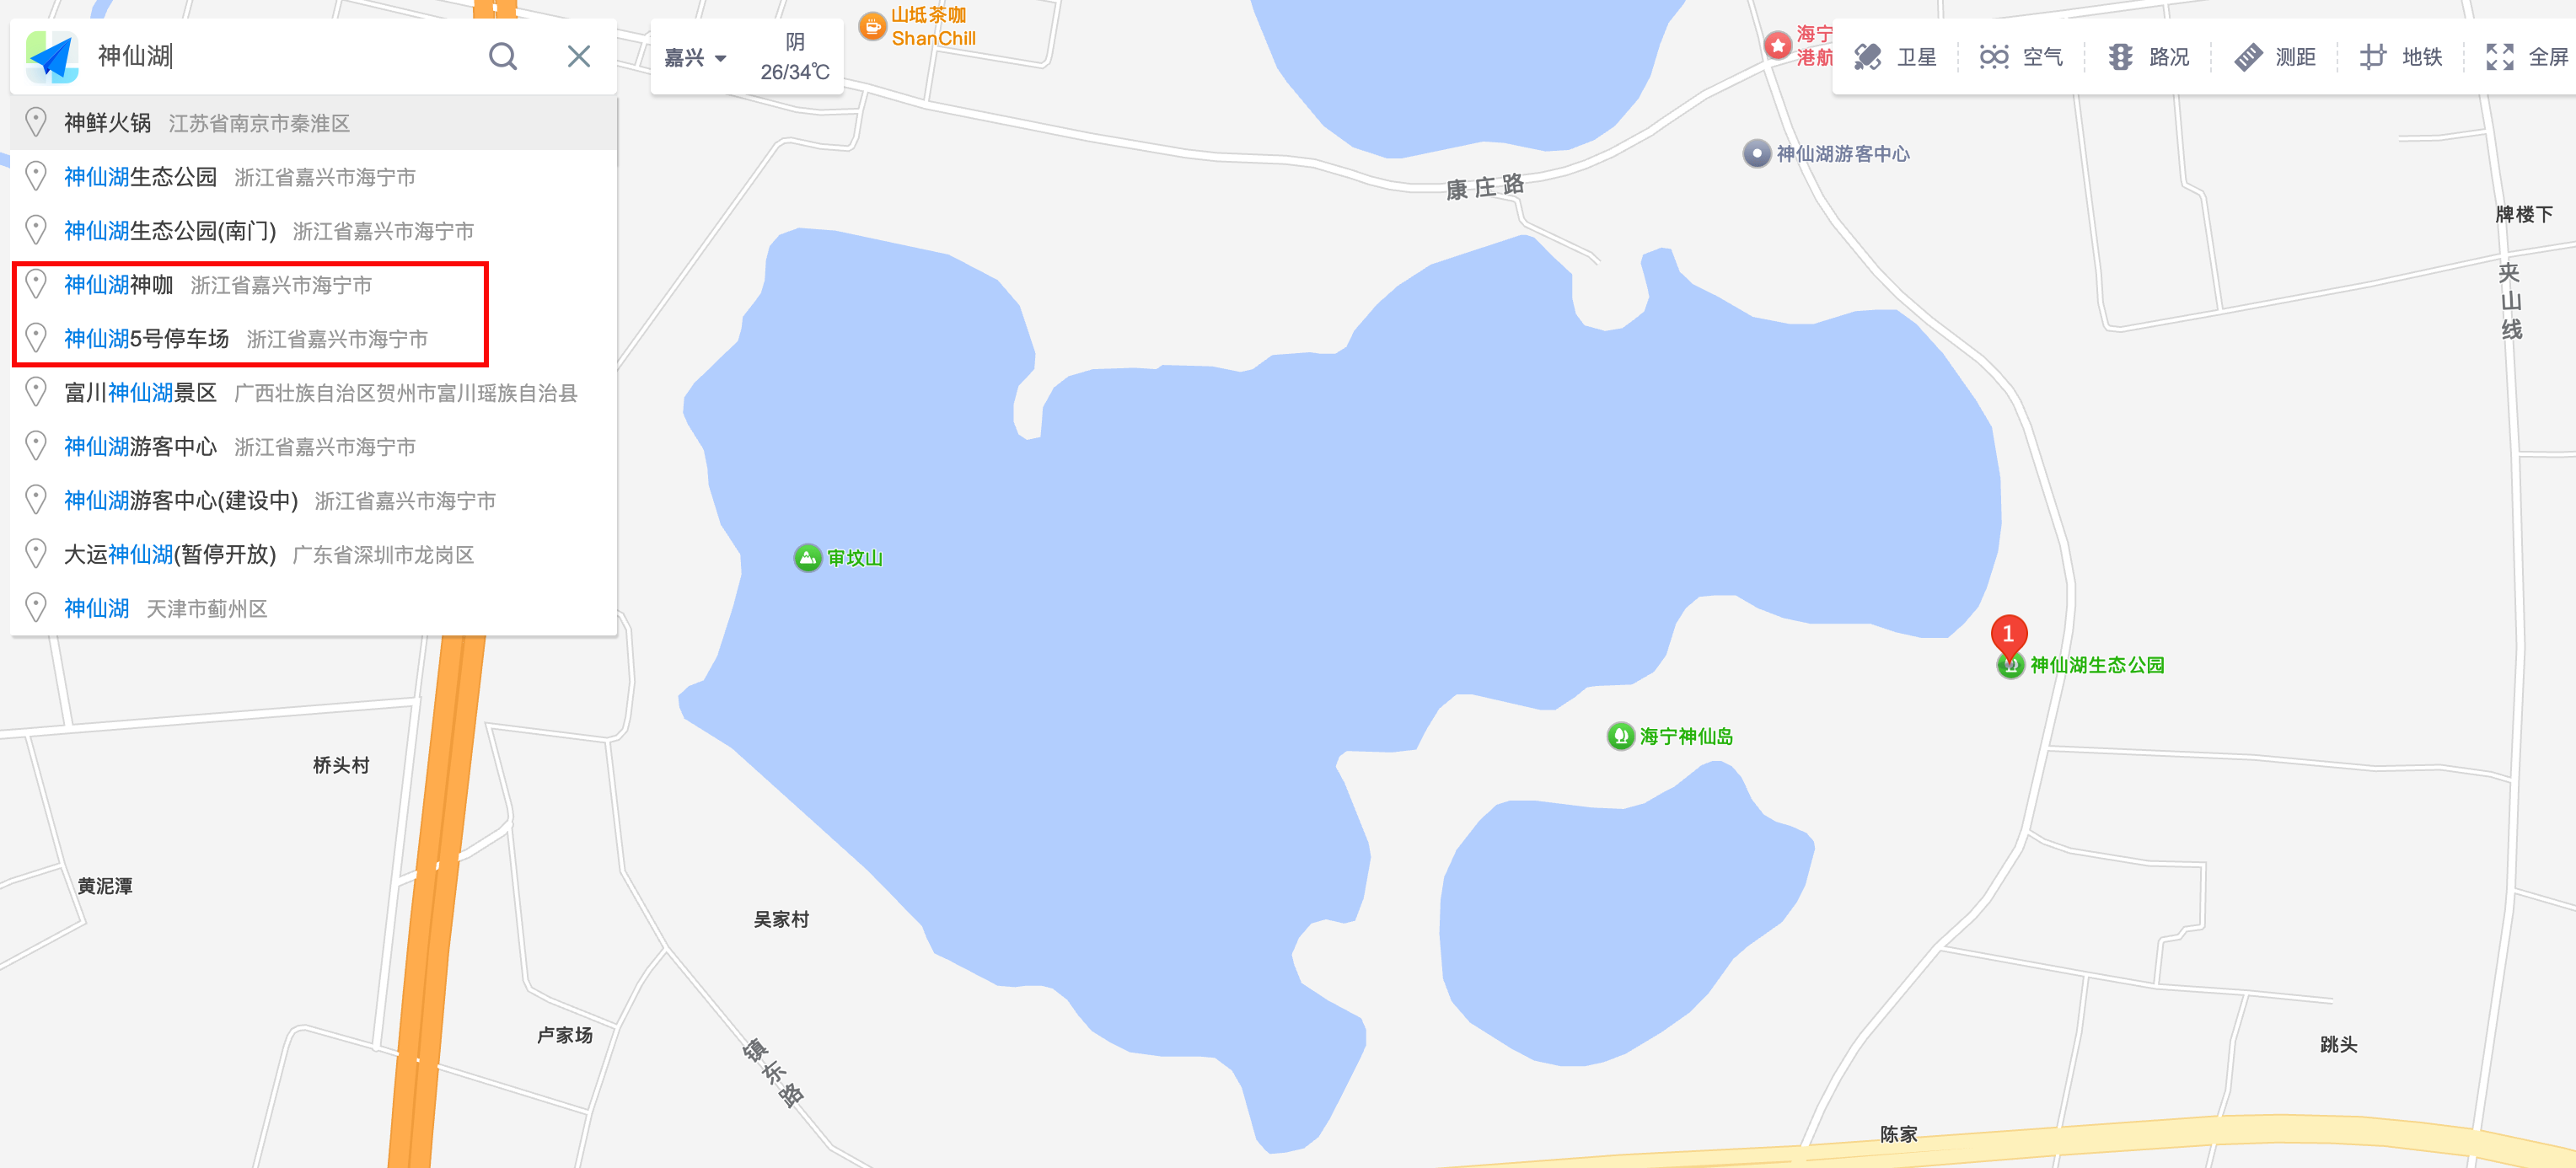 神仙湖
嘉兴
阴
26/34℃
山坻茶咖
ShanChill
海宁
港航
卫星
空气
路况
测距
地铁
全屏
神鲜火锅 江苏省南京市秦淮区
神仙湖生态公园 浙江省嘉兴市海宁市
神仙湖生态公园(南门) 浙江省嘉兴市海宁市
神仙湖神咖 浙江省嘉兴市海宁市
神仙湖5号停车场 浙江省嘉兴市海宁市
富川神仙湖景区 广西壮族自治区贺州市富川瑶族自治县
神仙湖游客中心 浙江省嘉兴市海宁市
神仙湖游客中心(建设中) 浙江省嘉兴市海宁市
大运神仙湖(暂停开放) 广东省深圳市龙岗区
神仙湖 天津市蓟州区
神仙湖游客中心
康庄路
牌楼下
夹山线
审坟山
1
神仙湖生态公园
海宁神仙岛
桥头村
黄泥潭
吴家村
卢家场
镇东路
跳头
陈家